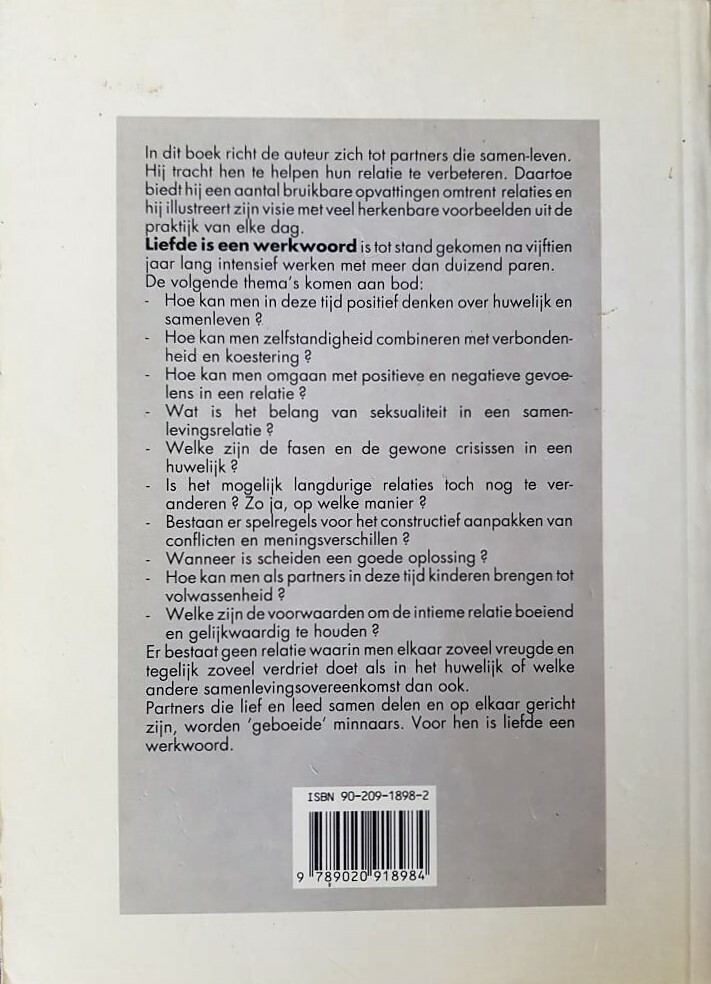 In dit boek richt de auteur zich tot partners die samen-leven.
Hij tracht hen te helpen hun relatie te verbeteren. Daartoe
biedt hij een aantal bruikbare opvattingen omtrent relaties en
hij illustreert zijn visie met veel herkenbare voorbeelden uit de
praktijk van elke dag.
Liefde is een werkwoord is tot stand gekomen na vijftien
jaar lang intensief werken met meer dan duizend paren.
De volgende thema's komen aan bod:
- Hoe kan men in deze tijd positief denken over huwelijk en
samenleven ?
- Hoe kan men zelfstandigheid combineren met verbonden-
heid en koestering ?
- Hoe kan men omgaan met positieve en negatieve gevoe-
lens in een relatie ?
- Wat is het belang van seksualiteit in een samen-
levingsrelatie ?
- Welke zijn de fasen en de gewone crisissen in een
huwelijk ?
- Is het mogelijk langdurige relaties toch nog te ver-
anderen ? Zo ja, op welke manier ?
- Bestaan er spelregels voor het constructief aanpakken van
conflicten en meningsverschillen ?
- Wanneer is scheiden een goede oplossing ?
- Hoe kan men als partners in deze tijd kinderen brengen tot
volwassenheid ?
- Welke zijn de voorwaarden om de intieme relatie boeiend
en gelijkwaardig te houden ?
Er bestaat geen relatie waarin men elkaar zoveel vreugde en
tegelijk zoveel verdriet doet als in het huwelijk of welke
andere samenlevingsovereenkomst dan ook.
Partners die lief en leed samen delen en op elkaar gericht
zijn, worden 'geboeide' minnaars. Voor hen is liefde een
werkwoord.
ISBN 90-209-1898-2
9 789020 918984